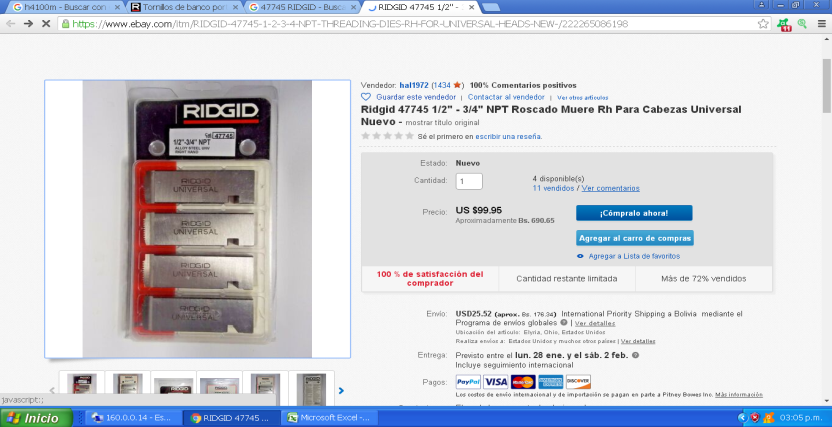 h4100m - Buscar con
Tornillos de banco por
47745 RIDGID - Busc
RIDGID 47745 1/2" -
https://www.ebay.com/itm/RIDGID-47745-1-2-3-4-NPT-THREADING-DIES-RH-FOR-UNIVERSAL-HEADS-NEW-/222265086198
11
RIDGID
47745
1/2"-3/4" NPT
ALLOY STEEL
RIGHT HAND
RIDGID
UNIVERSAL
RIDGID
UNIVERSAL
RIDGID
UNIVERSAL
RIDGID
UNIVERSAL
Vendedor: hal1972 (1434 ) 100% Comentarios positivos
Guardar este vendedor | Contactar al vendedor | Ver otros artículos
Ridgid 47745 1/2" - 3/4" NPT Roscado Muere Rh Para Cabezas Universal
Nuevo - mostrar título original
Sé el primero en escribir una reseña.
Estado: Nuevo
Cantidad: 1
4 disponible(s)
11 vendidos / Ver comentarios
Precio: US $99.95
Aproximadamente Bs. 690.65
¡Cómpralo ahora!
Agregar al carro de compras
Agregar a Lista de favoritos
100 % de satisfacción del comprador
Cantidad restante limitada
Más de 72% vendidos
Envío: USD25.52 (aprox. Bs. 176.34) International Priority Shipping a Bolivia mediante el
Programa de envíos globales | Ver detalles
Ubicación del artículo: Elyria, Ohio, Estados Unidos
Realiza envíos a: Estados Unidos y muchos otros países | Ver detalles
Entrega: Previsto entre el lun. 28 ene. y el sáb. 2 feb.
Incluye seguimiento internacional
Pagos: PayPal VISA MasterCard DISCOVER
Los costes de envío internacional y de importación se pagan en parte a Pitney Bowes Inc. Más información
javascript:;
Inicio
160.0.0.14 - Es...
RIDGID 47745 ...
Microsoft Excel -...
03:05 p.m.